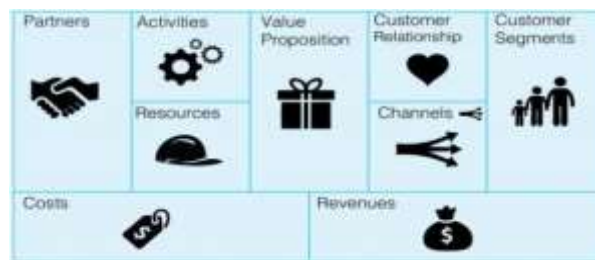 Partners
Activities
Value
Proposition
Customer
Relationship
Customer
Segments
Resources
Channels
Costs
$
Revenues
$